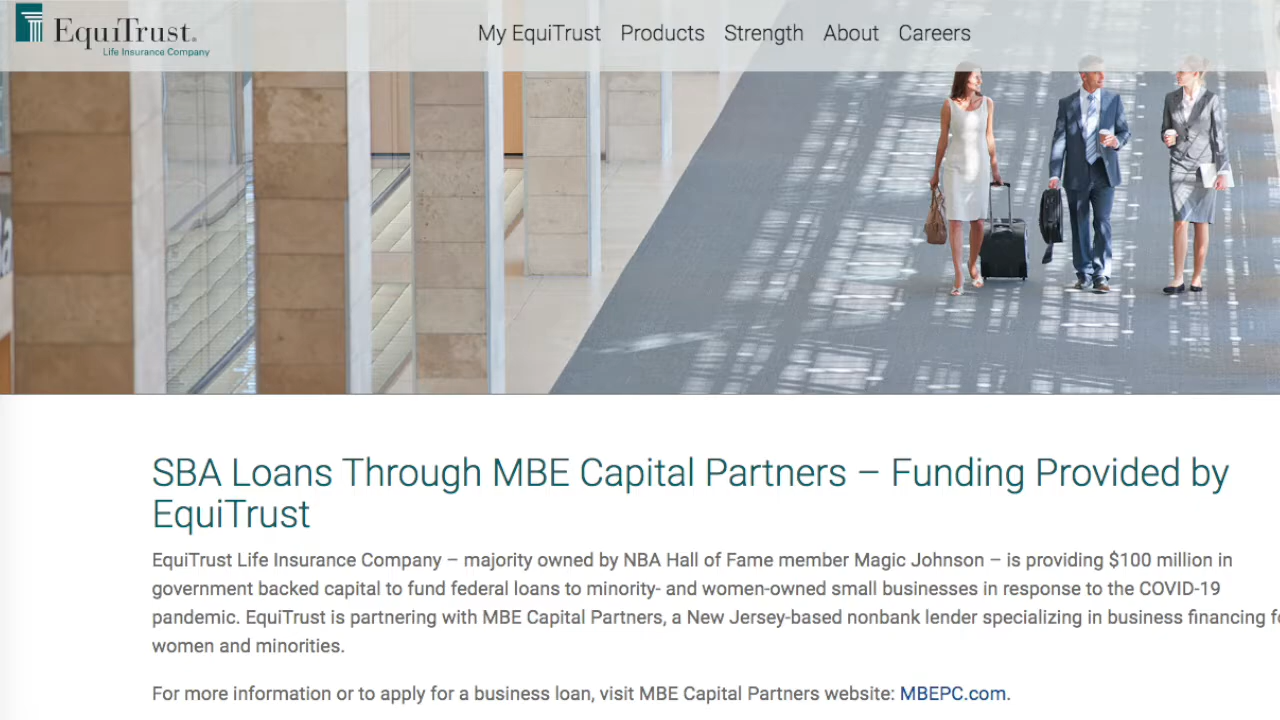 EquiTrust®
Life Insurance Company
My EquiTrust Products Strength About Careers
SBA Loans Through MBE Capital Partners – Funding Provided by
EquiTrust
EquiTrust Life Insurance Company – majority owned by NBA Hall of Fame member Magic Johnson – is providing $100 million in
government backed capital to fund federal loans to minority- and women-owned small businesses in response to the COVID-19
pandemic. EquiTrust is partnering with MBE Capital Partners, a New Jersey-based nonbank lender specializing in business financing
women and minorities.
For more information or to apply for a business loan, visit MBE Capital Partners website: MBEPC.com.